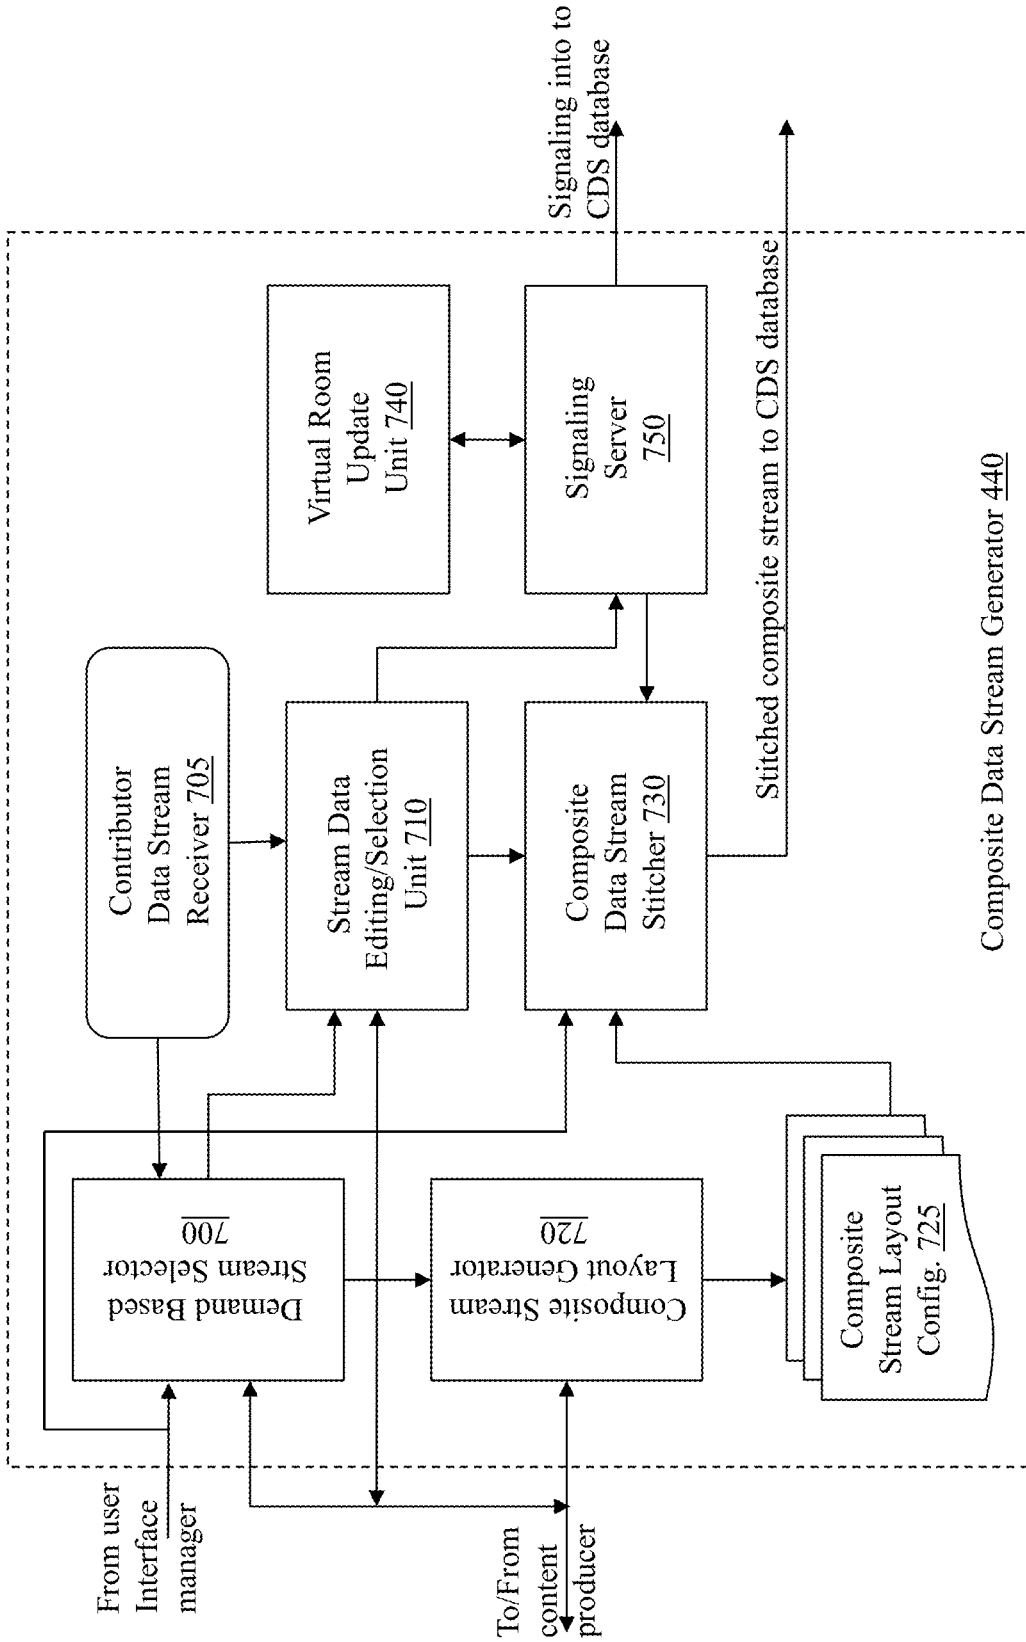 From user
Interface
manager
To/From
content
producer
Demand Based
Stream Selector
700
Composite Stream
Layout Generator
720
Composite
Stream Layout
Config. 725
Contributor
Data Stream
Receiver 705
Stream Data
Editing/Selection
Unit 710
Composite
Data Stream
Stitcher 730
Virtual Room
Update
Unit 740
Signaling
Server
750
Signaling into to
CDS database
Stitched composite stream to CDS database
Composite Data Stream Generator 440